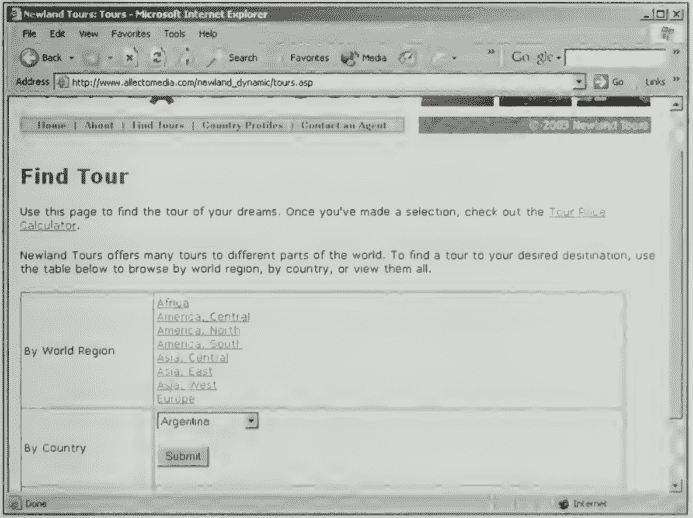 Newland Tours: Tours - Microsoft Internet Explorer
File Edit View Favorites Tools Help
Back Search Favorites Media Google
Address http://www.allectomedia.com/newland_dynamic/tours.asp Go Links
Home | About | Find Tours | Country Profiles | Contact an Agent
© 2003 Newland Tours
Find Tour
Use this page to find the tour of your dreams. Once you've made a selection, check out the Tour Price
Calculator.
Newland Tours offers many tours to different parts of the world. To find a tour to your desired desitination, use
the table below to browse by world region, by country, or view them all.
By World Region
Africa
America, Central
America, North
America, South
Asia, Central
Asia, East
Asia, West
Europe
By Country
Argentina
Submit
Done Internet